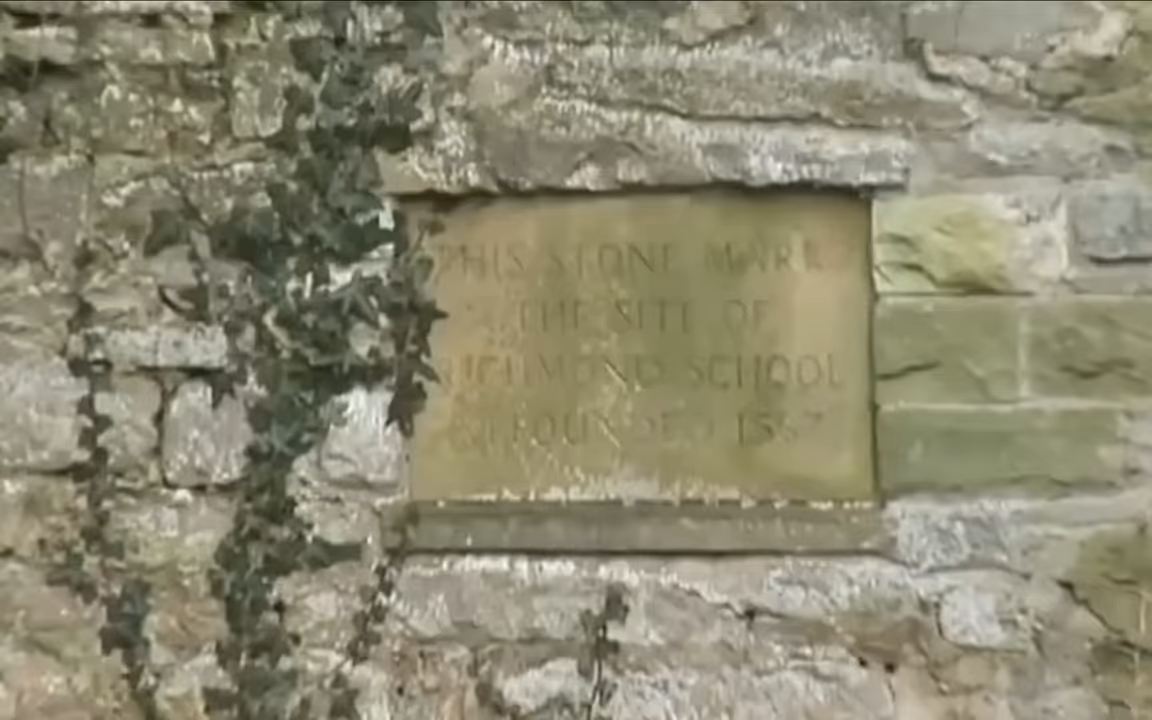 THIS STONE MARKS
THE SITE OF
RICHMOND SCHOOL
FOUNDED 1567